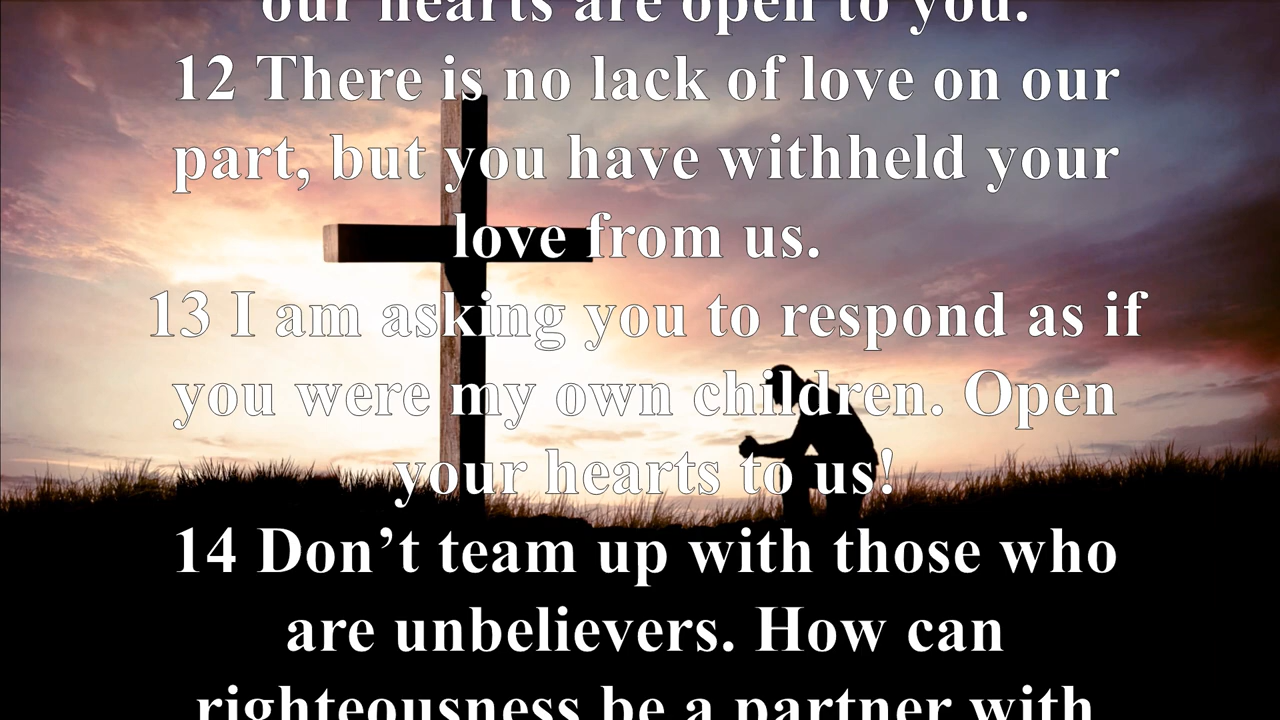 our hearts are open to you.
12 There is no lack of love on our
part, but you have withheld your
love from us.
13 I am asking you to respond as if
you were my own children. Open
your hearts to us!
14 Don’t team up with those who
are unbelievers. How can
righteousness be a partner with